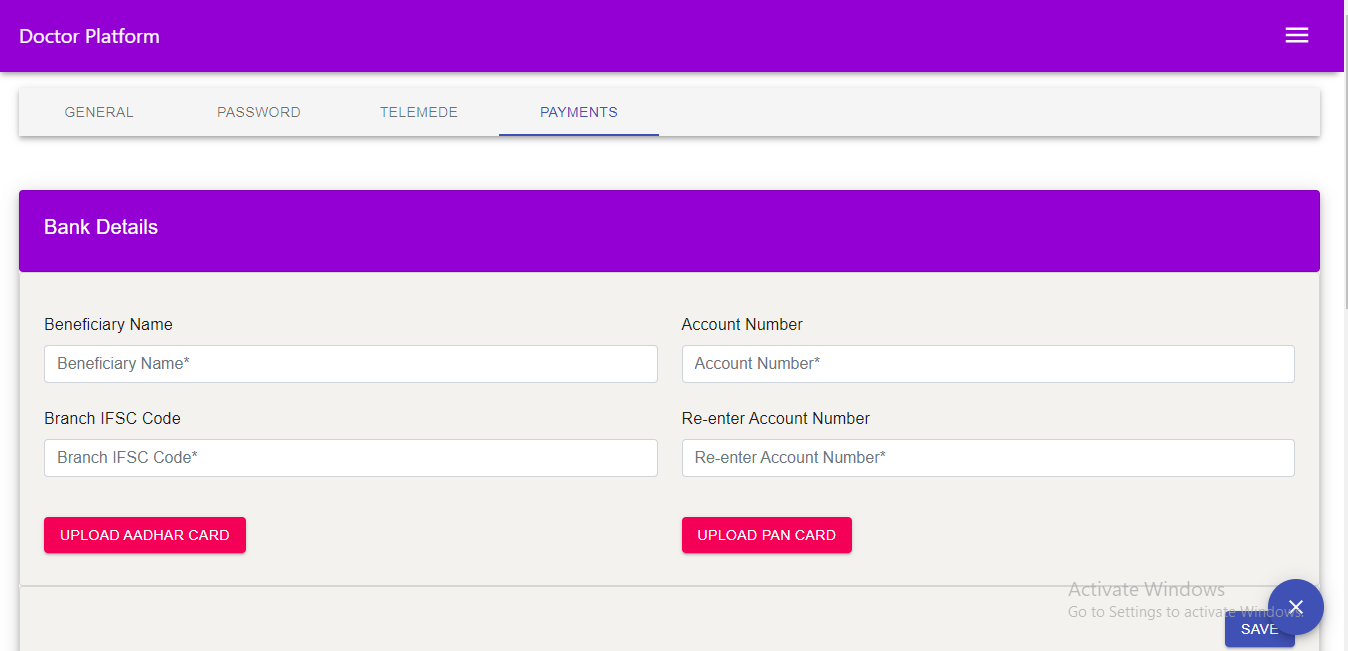 Doctor Platform
GENERAL PASSWORD TELEMEDE PAYMENTS
Bank Details
Beneficiary Name Account Number
Beneficiary Name* Account Number*
Branch IFSC Code Re-enter Account Number
Branch IFSC Code* Re-enter Account Number*
UPLOAD AADHAR CARD UPLOAD PAN CARD
Activate Windows
Go to Settings to activate Windows.
SAVE